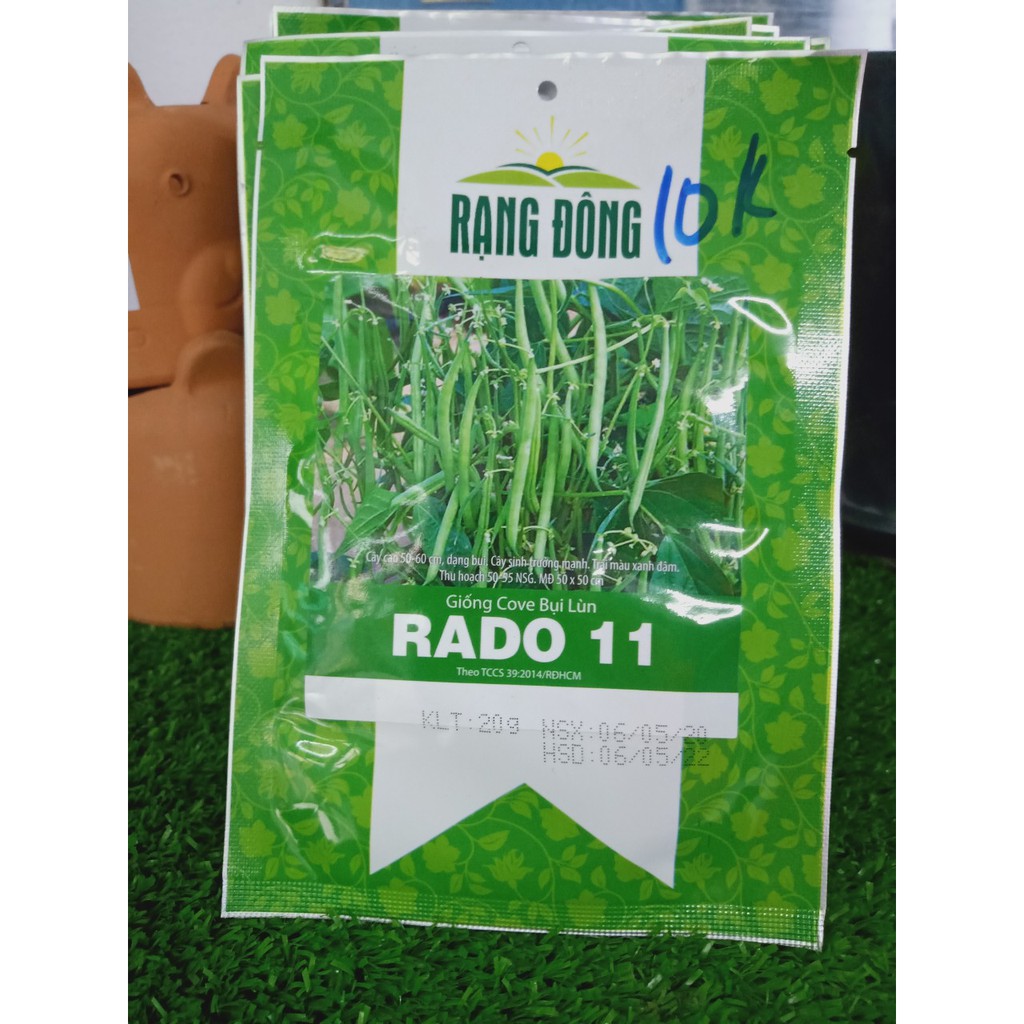 RẠNG ĐÔNG
10K
Cây cao 50-60 cm, dạng bụi. Cây sinh trưởng mạnh. Trái màu xanh đậm.
Thu hoạch 50-95 NSG. MĐ 50 x 50 cm
Giống Cove Bụi Lùn
RADO 11
Theo TCCS 39:2014/RĐHCM
KLT:20g NSX:06/05/20
HSD:06/05/22